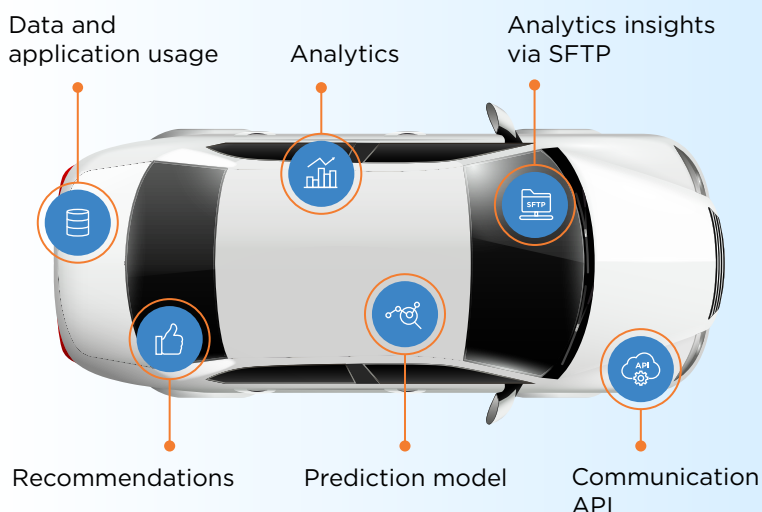 Data and
application usage
Analytics
Analytics insights
via SFTP
SFTP
API
Recommendations
Prediction model
Communication
API